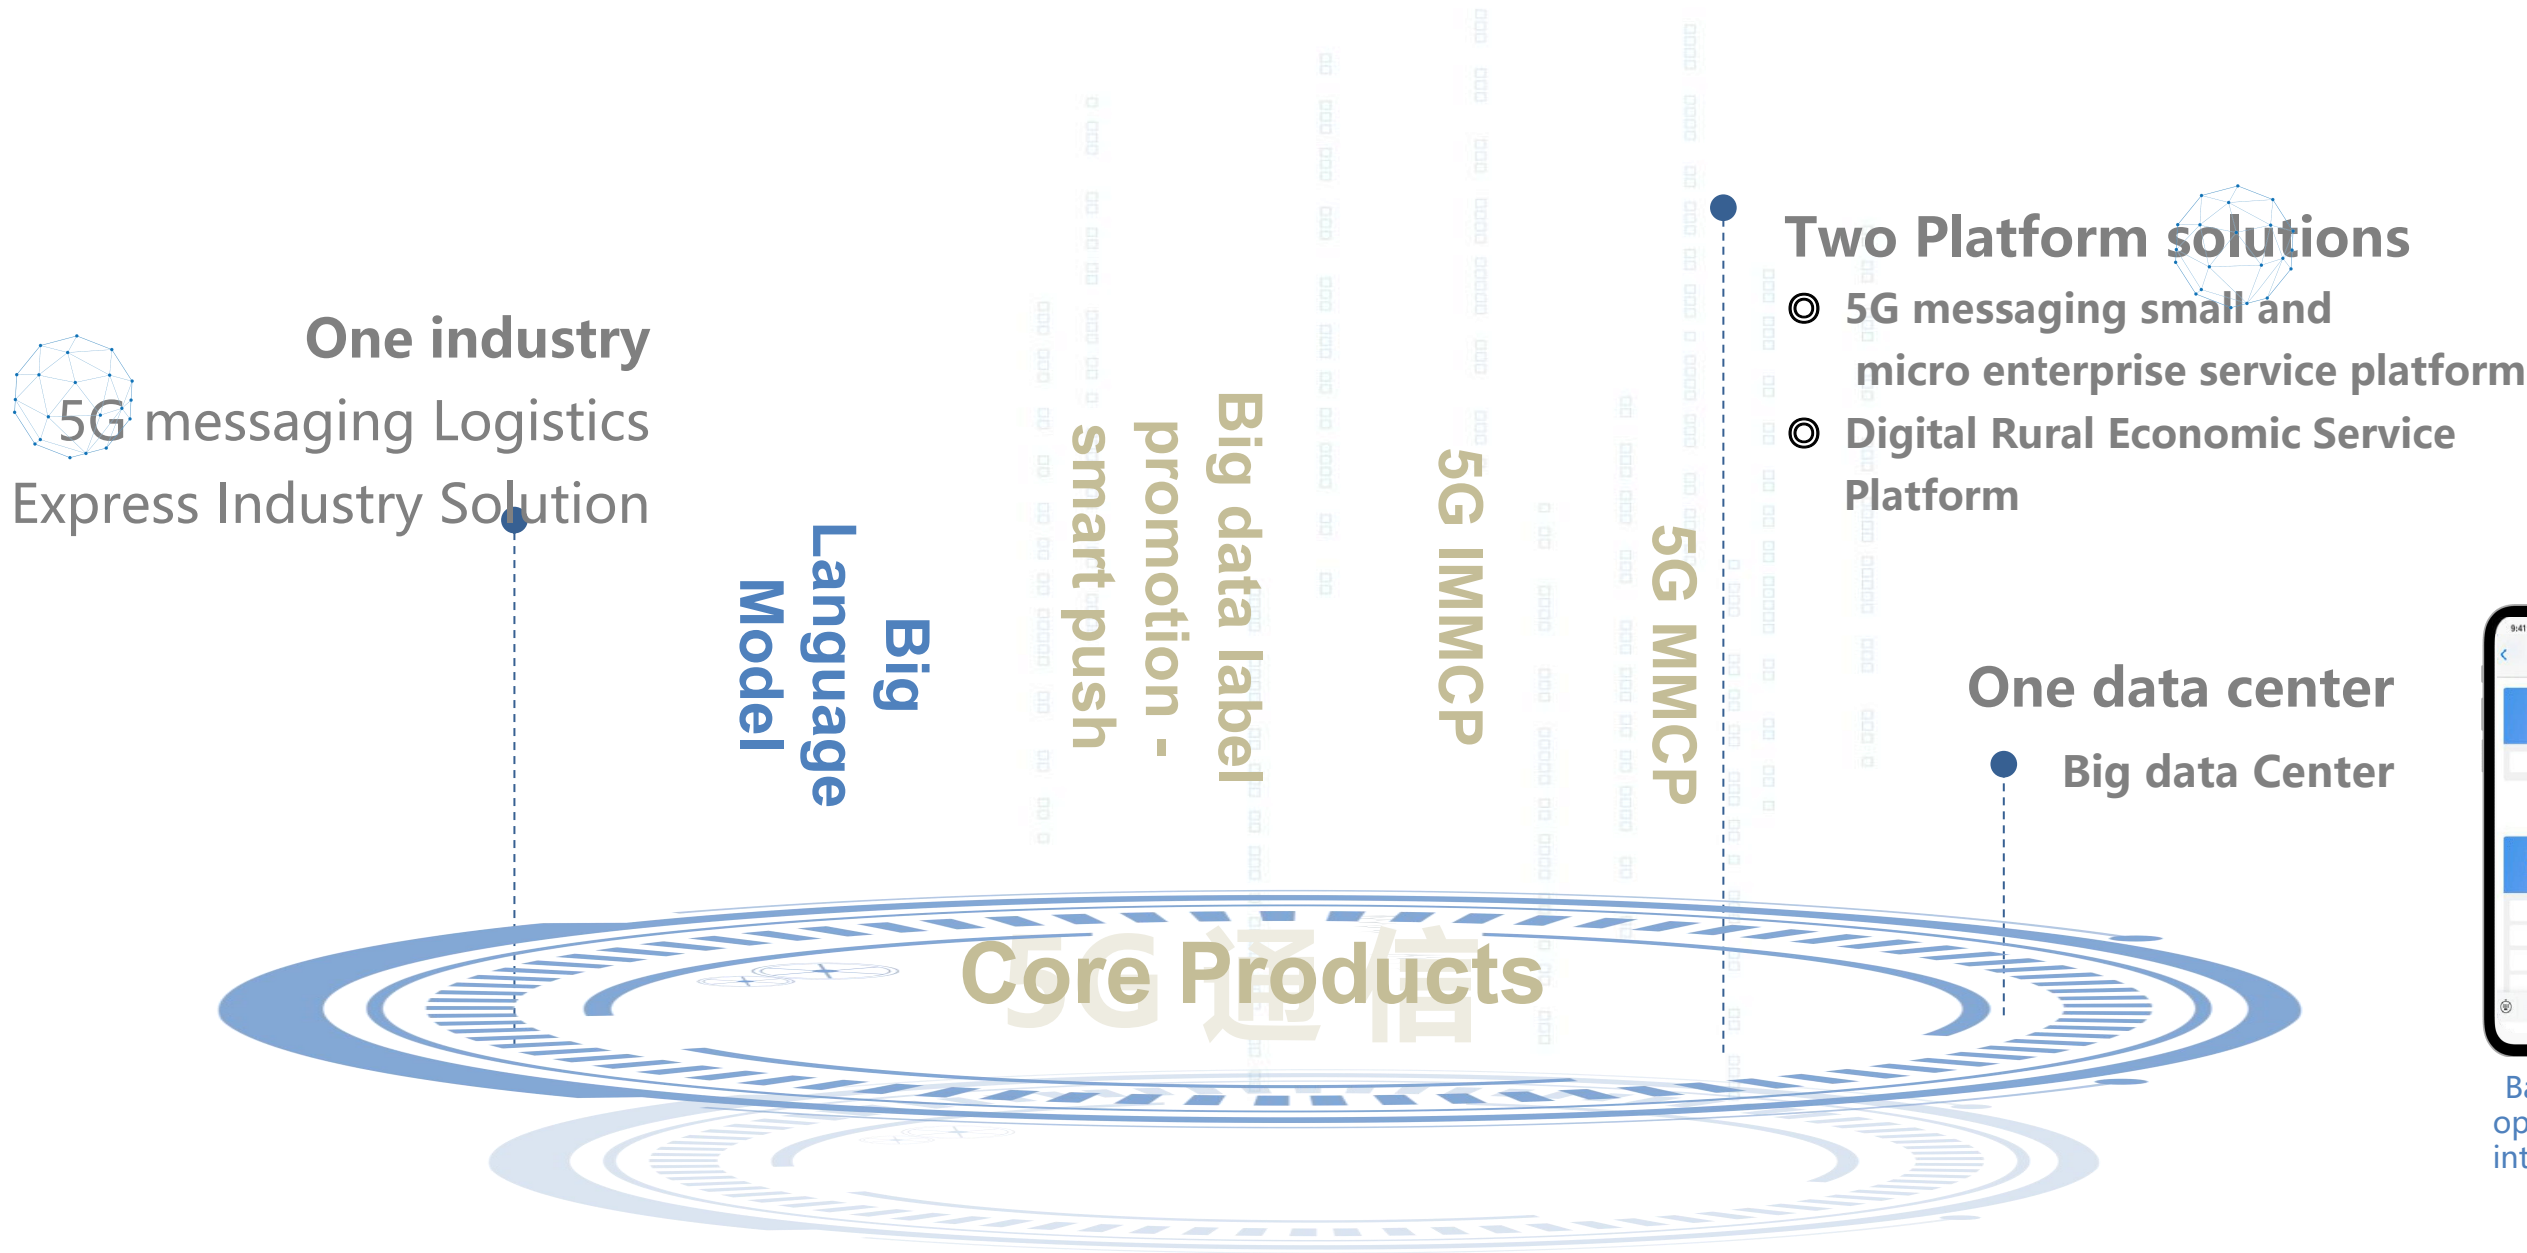 One industry
5G messaging Logistics
Express Industry Solution
Big
Language
Model
Big data label
promotion -
smart push
5G IMMCP
5G MMCP
Two Platform solutions
5G messaging small and
micro enterprise service platform
Digital Rural Economic Service
Platform
One data center
Big data Center
Core Products
5G 通信
9:41